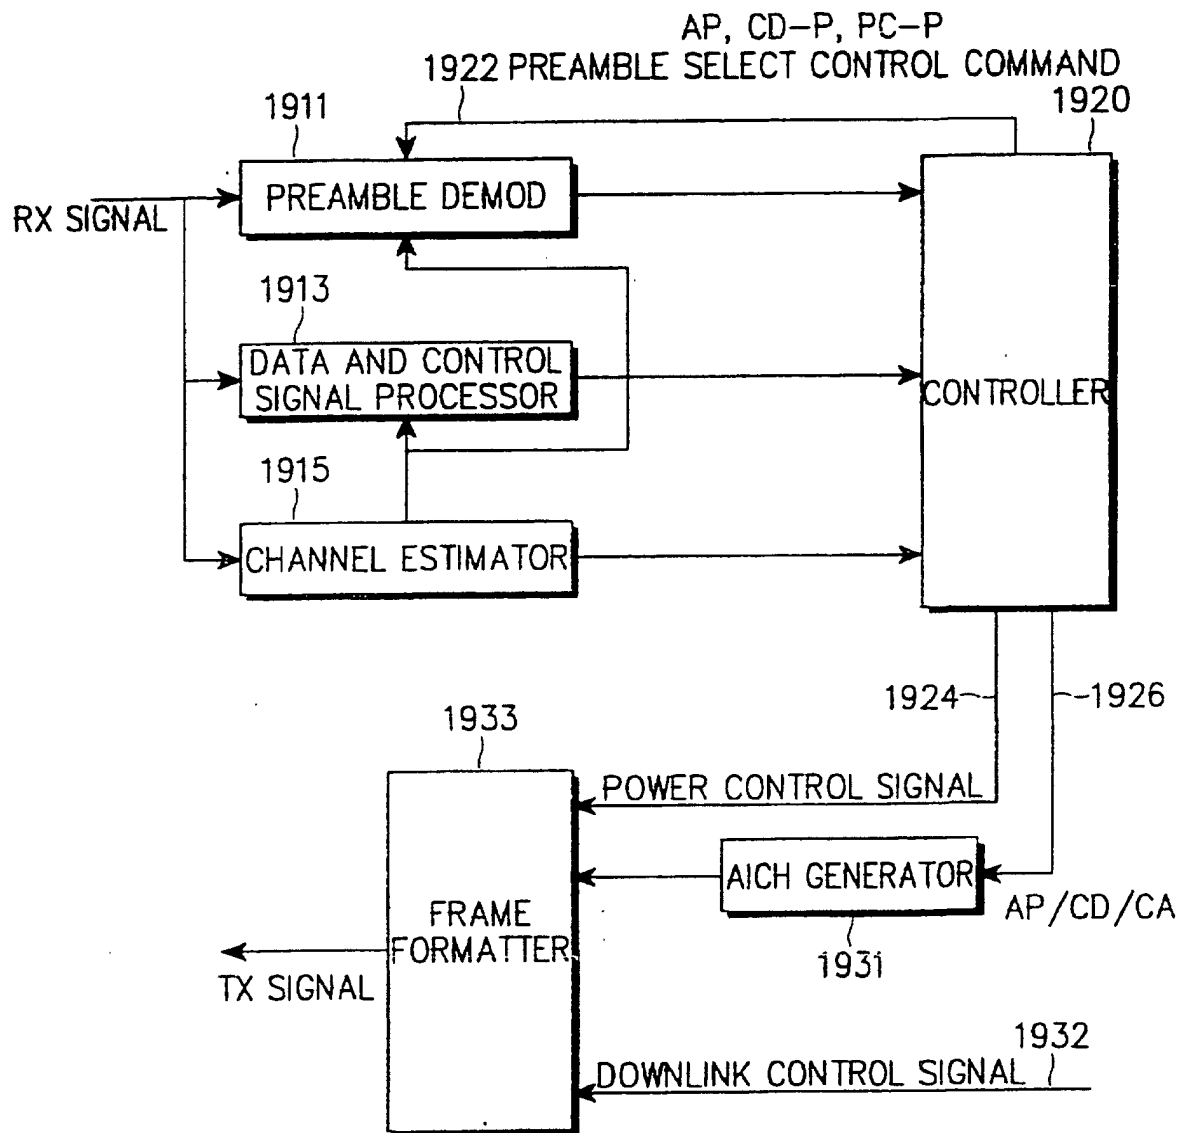 AP, CD-P, PC-P
1922 PREAMBLE SELECT CONTROL COMMAND
1911
1920
PREAMBLE DEMOD
RX SIGNAL
1913
DATA AND CONTROL
SIGNAL PROCESSOR
CONTROLLER
1915
CHANNEL ESTIMATOR
1924
1926
1933
POWER CONTROL SIGNAL
AICH GENERATOR
AP/CD/CA
FRAME
FORMATTER
1931
TX SIGNAL
1932
DOWNLINK CONTROL SIGNAL